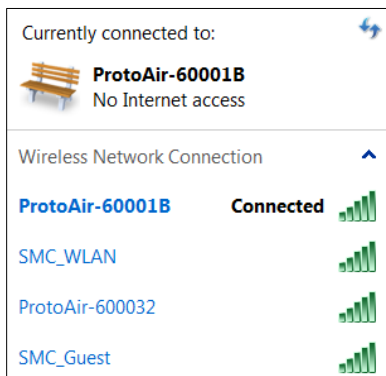 Currently connected to:
ProtoAir-60001B
No Internet access
Wireless Network Connection
ProtoAir-60001B Connected
SMC_WLAN
ProtoAir-600032
SMC_Guest